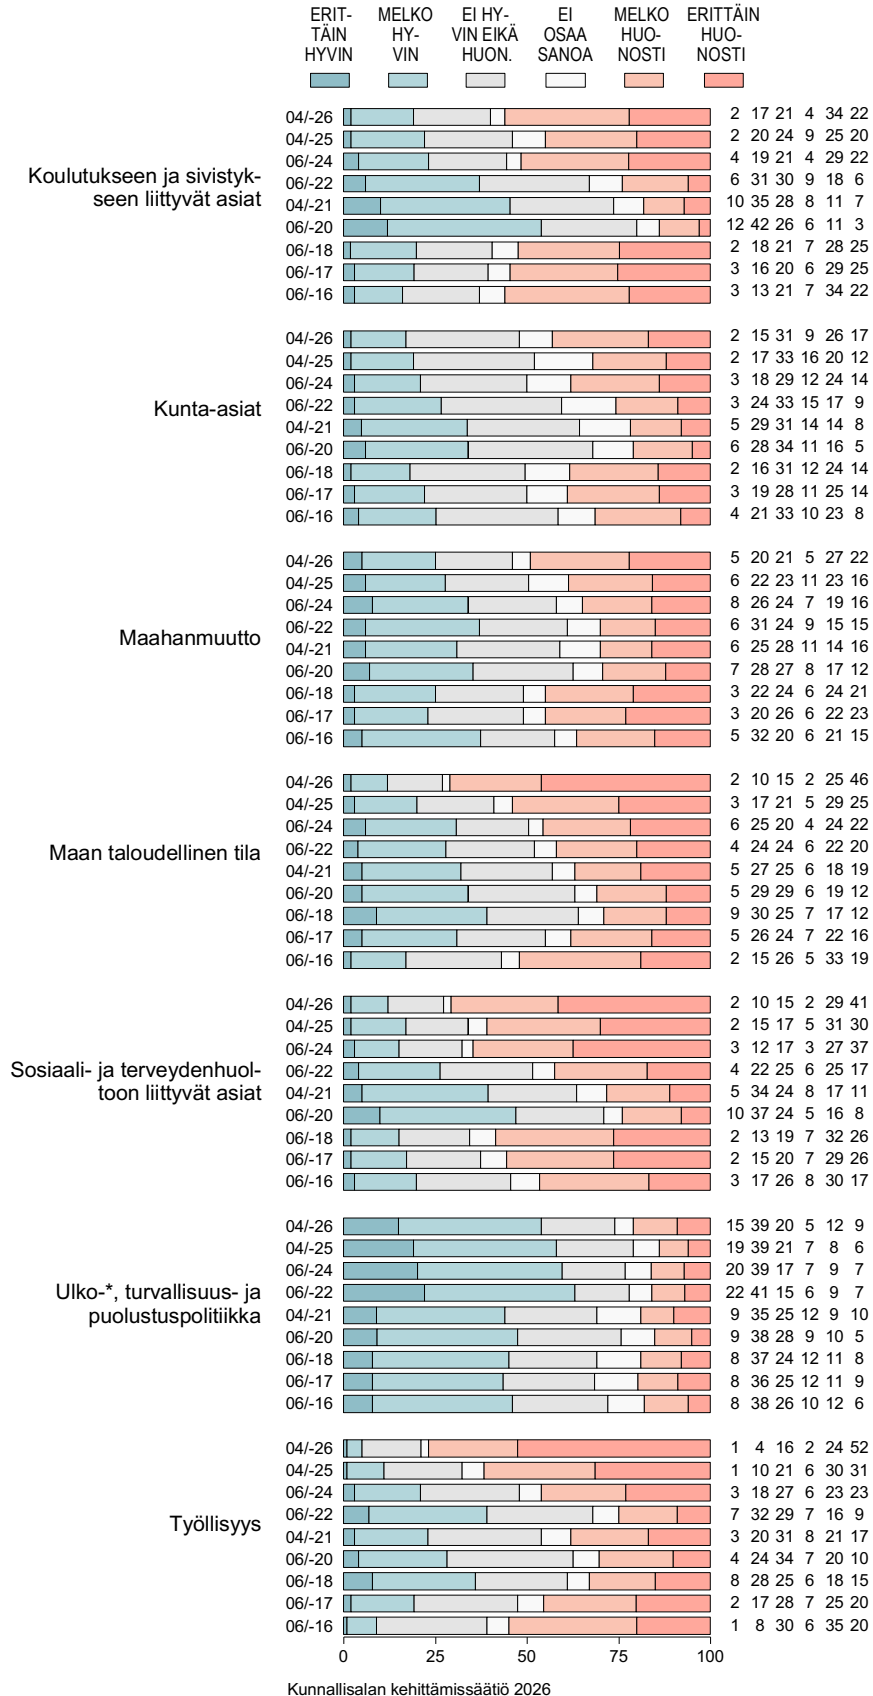 ERIT-
TÄIN
HYVIN
MELKO
HY-
VIN
EI HY-
VIN EIKÄ
HUON.
EI
OSAA
SANOA
MELKO
HUO-
NOSTI
ERITTÄIN
HUO-
NOSTI
Koulutukseen ja sivistyk-
seen liittyvät asiat
04/-26 2 17 21 4 34 22
04/-25 2 20 24 9 25 20
06/-24 4 19 21 4 29 22
06/-22 6 31 30 9 18 6
04/-21 10 35 28 8 11 7
06/-20 12 42 26 6 11 3
06/-18 2 18 21 7 28 25
06/-17 3 16 20 6 29 25
06/-16 3 13 21 7 34 22
Kunta-asiat
04/-26 2 15 31 9 26 17
04/-25 2 17 33 16 20 12
06/-24 3 18 29 12 24 14
06/-22 3 24 33 15 17 9
04/-21 5 29 31 14 14 8
06/-20 6 28 34 11 16 5
06/-18 2 16 31 12 24 14
06/-17 3 19 28 11 25 14
06/-16 4 21 33 10 23 8
Maahanmuutto
04/-26 5 20 21 5 27 22
04/-25 6 22 23 11 23 16
06/-24 8 26 24 7 19 16
06/-22 6 31 24 9 15 15
04/-21 6 25 28 11 14 16
06/-20 7 28 27 8 17 12
06/-18 3 22 24 6 24 21
06/-17 3 20 26 6 22 23
06/-16 5 32 20 6 21 15
Maan taloudellinen tila
04/-26 2 10 15 2 25 46
04/-25 3 17 21 5 29 25
06/-24 6 25 20 4 24 22
06/-22 4 24 24 6 22 20
04/-21 5 27 25 6 18 19
06/-20 5 29 29 6 19 12
06/-18 9 30 25 7 17 12
06/-17 5 26 24 7 22 16
06/-16 2 15 26 5 33 19
Sosiaali- ja terveydenhuol-
toon liittyvät asiat
04/-26 2 10 15 2 29 41
04/-25 2 15 17 5 31 30
06/-24 3 12 17 3 27 37
06/-22 4 22 25 6 25 17
04/-21 5 34 24 8 17 11
06/-20 10 37 24 5 16 8
06/-18 2 13 19 7 32 26
06/-17 2 15 20 7 29 26
06/-16 3 17 26 8 30 17
Ulko-*, turvallisuus- ja
puolustuspolitiikka
04/-26 15 39 20 5 12 9
04/-25 19 39 21 7 8 6
06/-24 20 39 17 7 9 7
06/-22 22 41 15 6 9 7
04/-21 9 35 25 12 9 10
06/-20 9 38 28 9 10 5
06/-18 8 37 24 12 11 8
06/-17 8 36 25 12 11 9
06/-16 8 38 26 10 12 6
Työllisyys
04/-26 1 4 16 2 24 52
04/-25 1 10 21 6 30 31
06/-24 3 18 27 6 23 23
06/-22 7 32 29 7 16 9
04/-21 3 20 31 8 21 17
06/-20 4 24 34 7 20 10
06/-18 8 28 25 6 18 15
06/-17 2 17 28 7 25 20
06/-16 1 8 30 6 35 20
0 25 50 75 100
Kunnallisalan kehittämissäätiö 2026